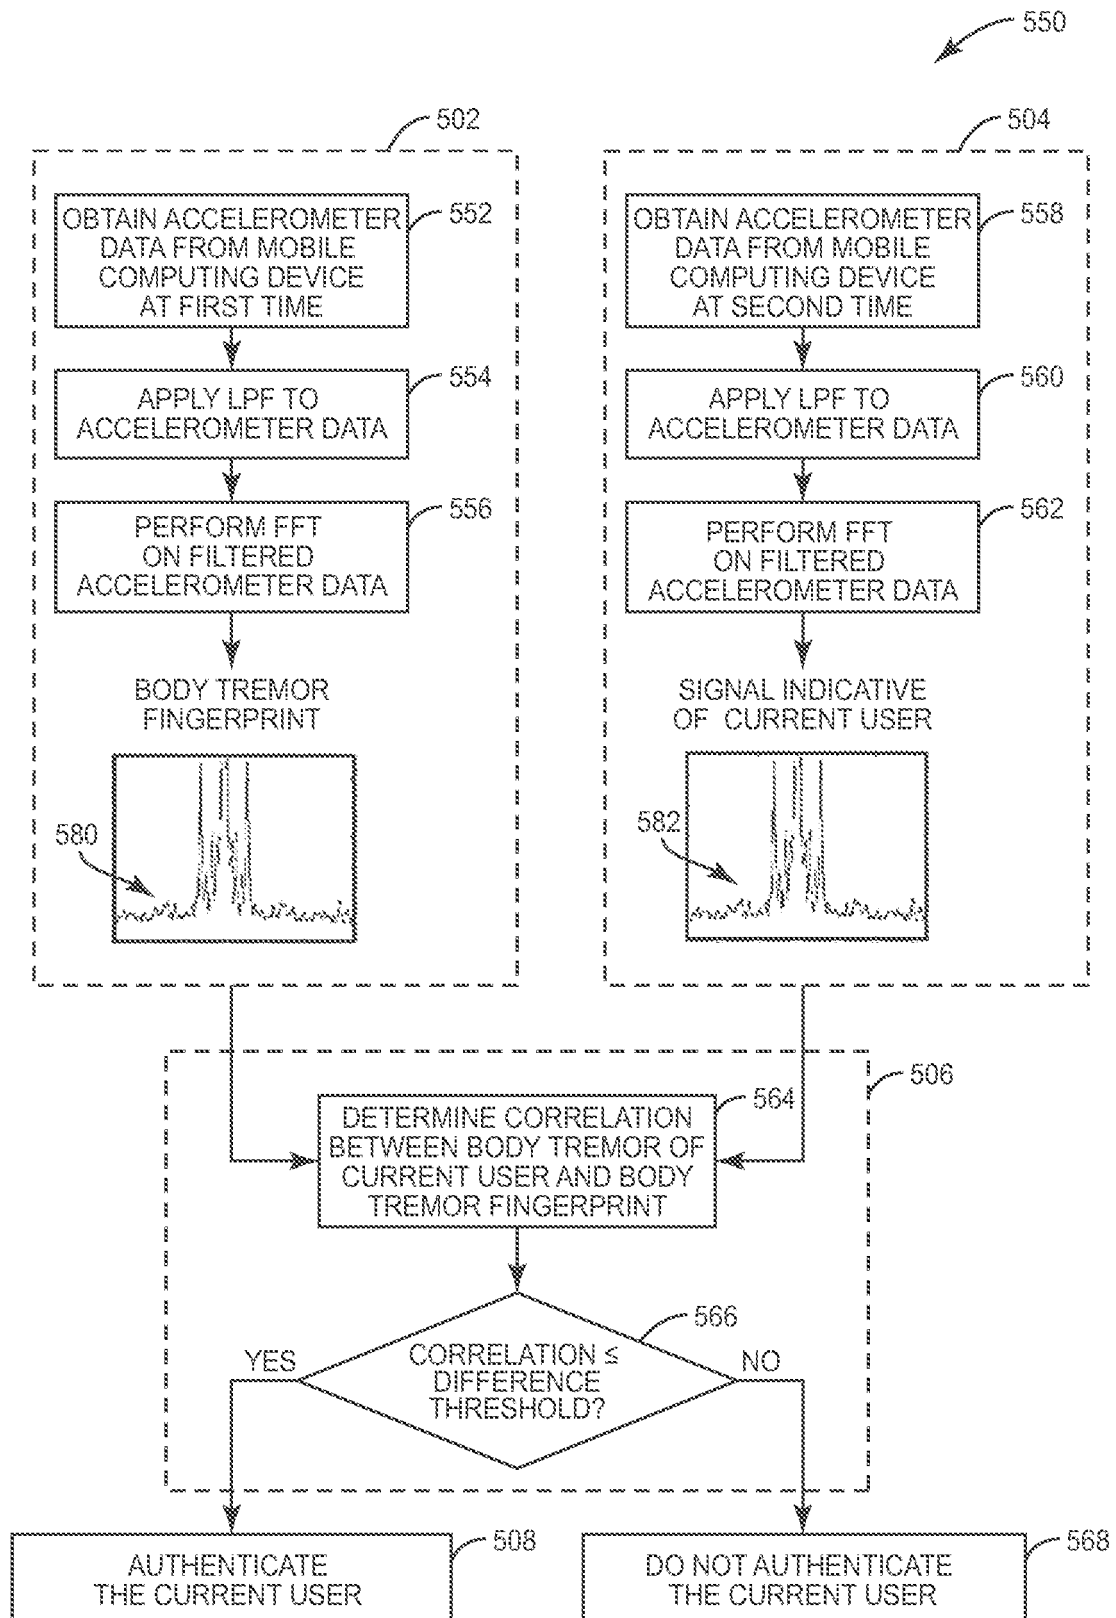 550
502
OBTAIN ACCELEROMETER
DATA FROM MOBILE
COMPUTING DEVICE
AT FIRST TIME
552
APPLY LPF TO
ACCELEROMETER DATA
554
PERFORM FFT
ON FILTERED
ACCELEROMETER DATA
556
BODY TREMOR
FINGERPRINT
580
504
OBTAIN ACCELEROMETER
DATA FROM MOBILE
COMPUTING DEVICE
AT SECOND TIME
558
APPLY LPF TO
ACCELEROMETER DATA
560
PERFORM FFT
ON FILTERED
ACCELEROMETER DATA
562
SIGNAL INDICATIVE
OF CURRENT USER
582
506
DETERMINE CORRELATION
BETWEEN BODY TREMOR OF
CURRENT USER AND BODY
TREMOR FINGERPRINT
564
CORRELATION ≤
DIFFERENCE
THRESHOLD?
566
YES
NO
AUTHENTICATE
THE CURRENT USER
508
DO NOT AUTHENTICATE
THE CURRENT USER
568